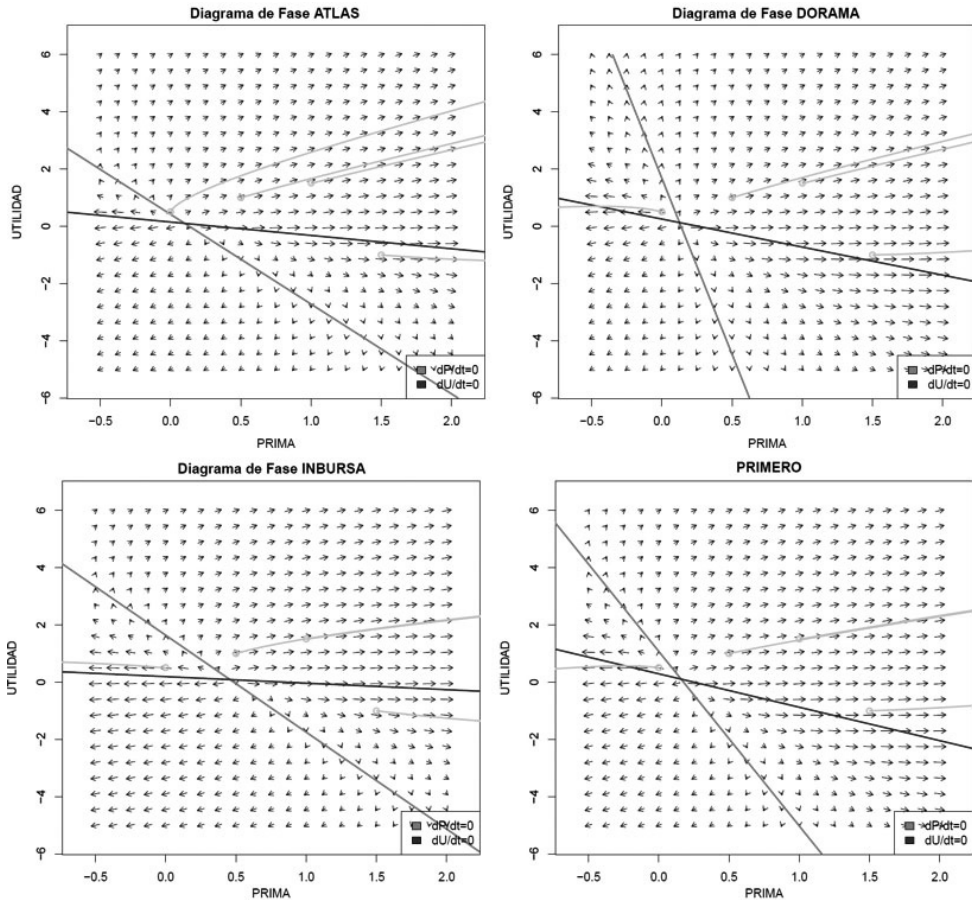 Diagrama de Fase ATLAS
UTILIDAD
6
4
2
0
−2
−4
−6
dP/dt=0
dU/dt=0
−0.5 0.0 0.5 1.0 1.5 2.0
PRIMA
Diagrama de Fase DORAMA
UTILIDAD
6
4
2
0
−2
−4
−6
dP/dt=0
dU/dt=0
−0.5 0.0 0.5 1.0 1.5 2.0
PRIMA
Diagrama de Fase INBURSA
UTILIDAD
6
4
2
0
−2
−4
−6
dP/dt=0
dU/dt=0
−0.5 0.0 0.5 1.0 1.5 2.0
PRIMA
PRIMERO
UTILIDAD
6
4
2
0
−2
−4
−6
dP/dt=0
dU/dt=0
−0.5 0.0 0.5 1.0 1.5 2.0
PRIMA